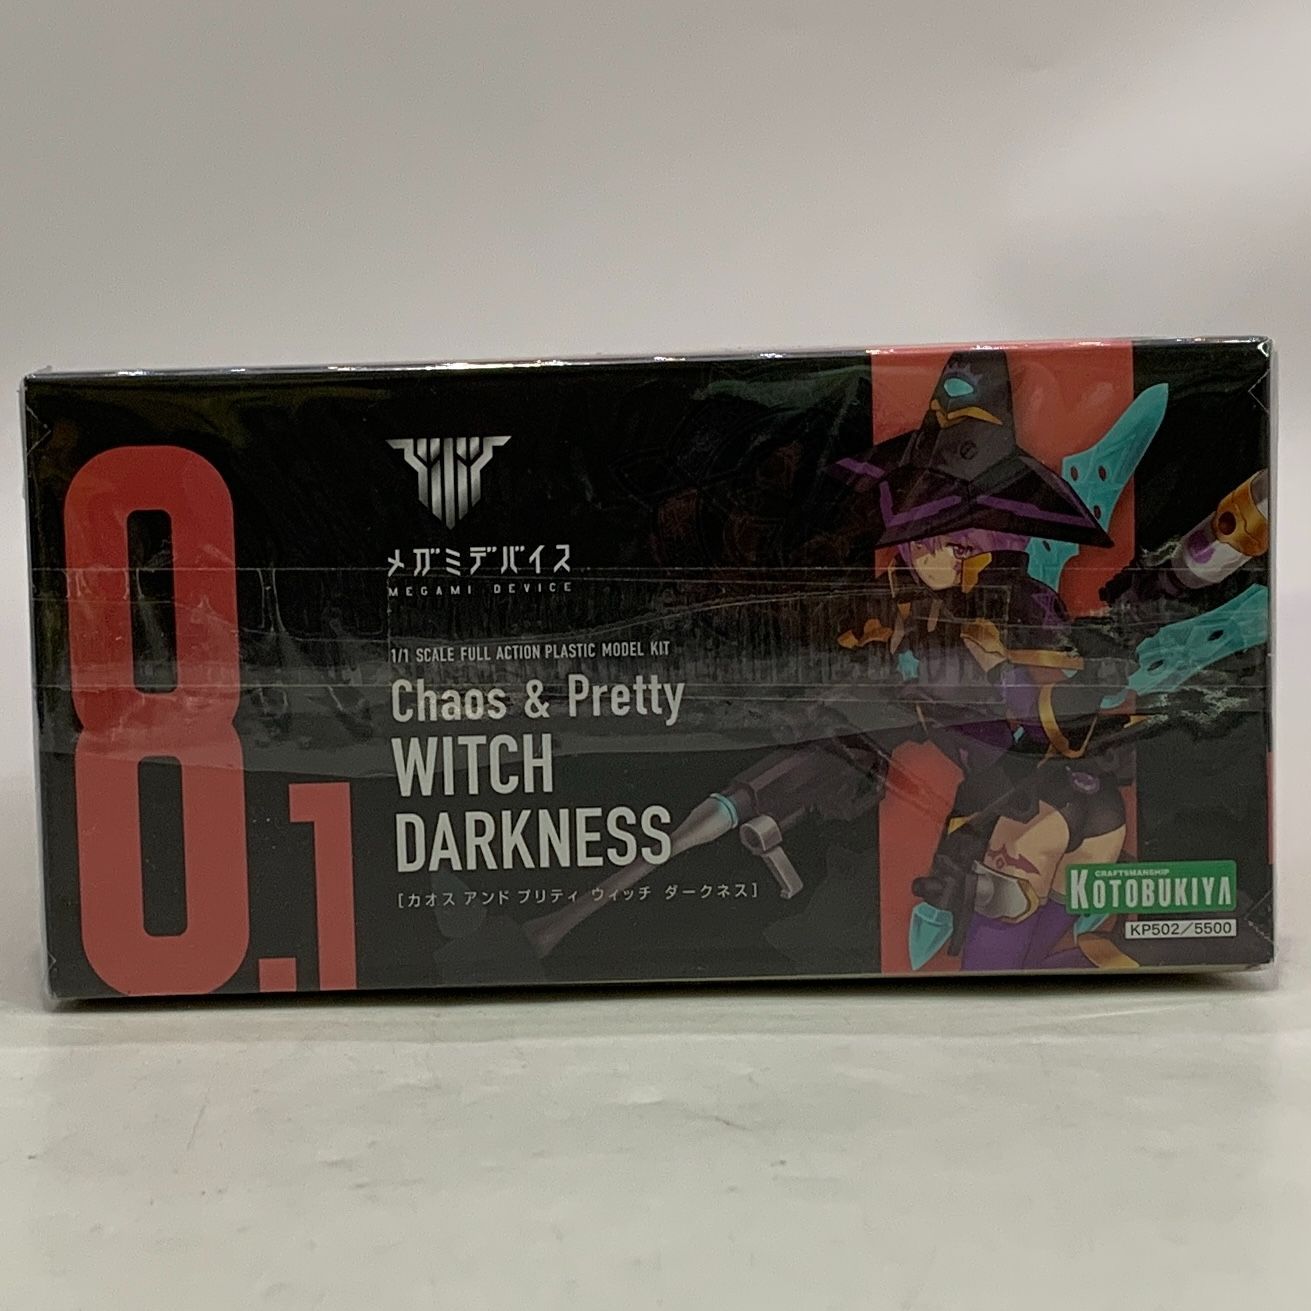 8.1
メガミデバイス
MEGAMI DEVICE
1/1 SCALE FULL ACTION PLASTIC MODEL KIT
Chaos & Pretty
WITCH
DARKNESS
[カオス アンド プリティ ウィッチ ダークネス]
CRAFTSMANSHIP
KOTOBUKIYA
KP502/5500